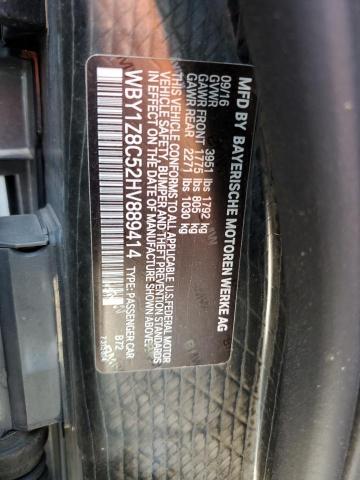 MFD BY BAYERISCHE MOTOREN WERKE AG
09/16
GVWR 3951 lbs 1792 kg
GAWR FRONT 1775 lbs 805 kg
GAWR REAR 2271 lbs 1030 kg
THIS VEHICLE CONFORMS TO ALL APPLICABLE U.S. FEDERAL MOTOR
VEHICLE SAFETY, BUMPER AND THEFT PREVENTION STANDARDS
IN EFFECT ON THE DATE OF MANUFACTURE SHOWN ABOVE.
WBY1Z8C52HV889414 TYPE: PASSENGER CAR
B72